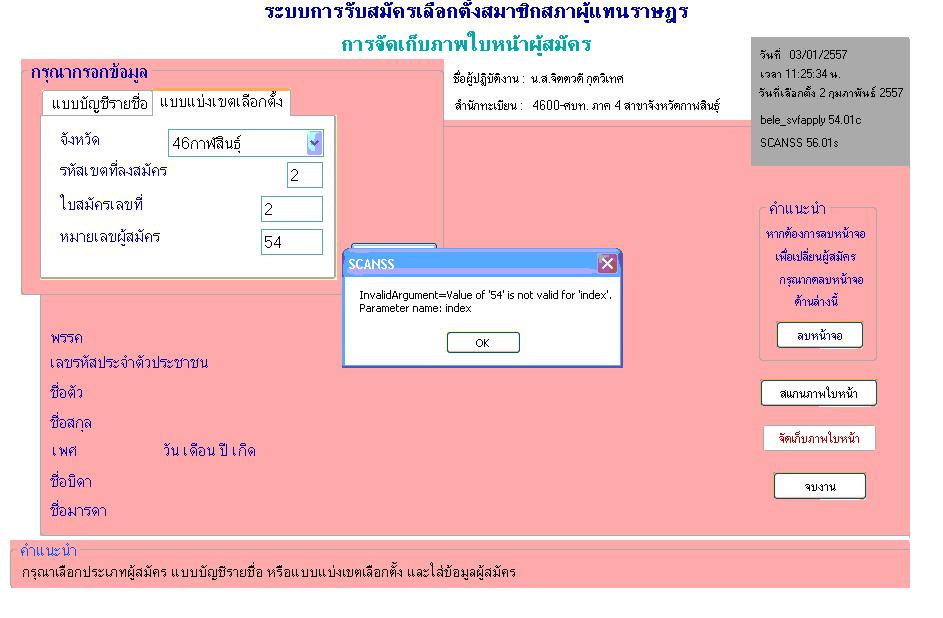 ระบบการรับสมัครเลือกตั้งสมาชิกสภาผู้แทนราษฎร
การจัดเก็บภาพใบหน้าผู้สมัคร
กรุณากรอกข้อมูล
แบบบัญชีรายชื่อ แบบแบ่งเขตเลือกตั้ง
จังหวัด 46กาฬสินธุ์
รหัสเขตที่ลงสมัคร 2
ใบสมัครเลขที่ 2
หมายเลขผู้สมัคร 54
ชื่อผู้ปฏิบัติงาน : น.ส.จิตตวดี กุดวิเทศ
สำนักทะเบียน : 4600-ศบท. ภาค 4 สาขาจังหวัดกาฬสินธุ์
วันที่ 03/01/2557
เวลา 11:25:34 น.
วันที่เลือกตั้ง 2 กุมภาพันธ์ 2557
bele_svfapply 54.01c
SCANSS 56.01s
SCANSS
InvalidArgument=Value of '54' is not valid for 'index'.
Parameter name: index
OK
คำแนะนำ
หากต้องการลบหน้าจอ
เพื่อเปลี่ยนผู้สมัคร
กรุณากดลบหน้าจอ
ด้านล่างนี้
ลบหน้าจอ
สแกนภาพใบหน้า
จัดเก็บภาพใบหน้า
จบงาน
พรรค
เลขรหัสประจำตัวประชาชน
ชื่อตัว
ชื่อสกุล
เพศ วัน เดือน ปี เกิด
ชื่อบิดา
ชื่อมารดา
คำแนะนำ
กรุณาเลือกประเภทผู้สมัคร แบบบัญชีรายชื่อ หรือแบบแบ่งเขตเลือกตั้ง และใส่ข้อมูลผู้สมัคร